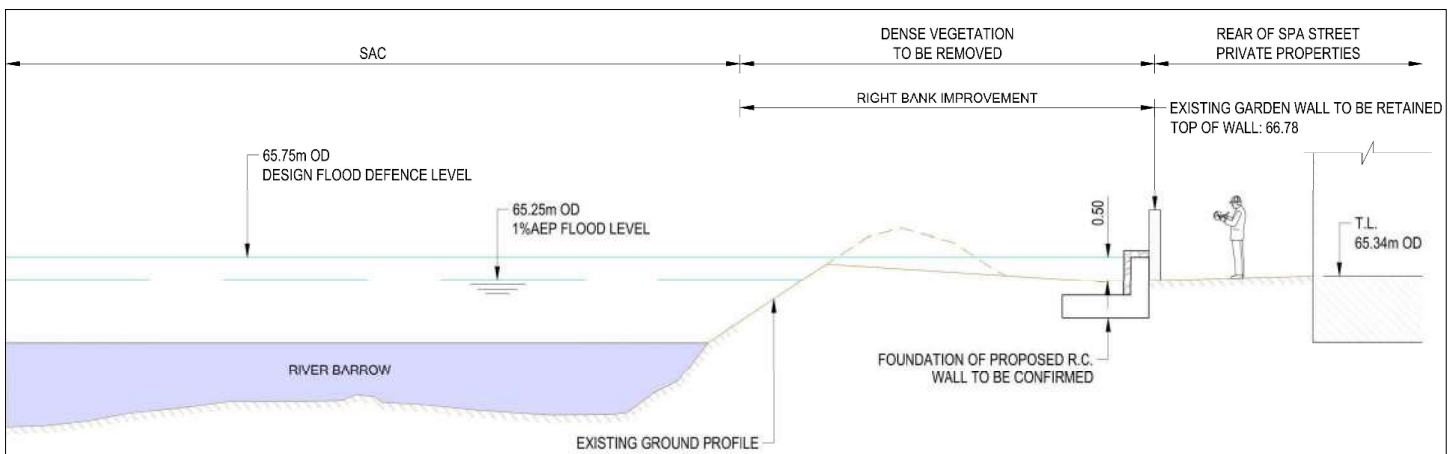 SAC
DENSE VEGETATION
TO BE REMOVED
REAR OF SPA STREET
PRIVATE PROPERTIES
RIGHT BANK IMPROVEMENT
EXISTING GARDEN WALL TO BE RETAINED
TOP OF WALL: 66.78
65.75m OD
DESIGN FLOOD DEFENCE LEVEL
65.25m OD
1%AEP FLOOD LEVEL
0.50
T.L.
65.34m OD
RIVER BARROW
FOUNDATION OF PROPOSED R.C.
WALL TO BE CONFIRMED
EXISTING GROUND PROFILE